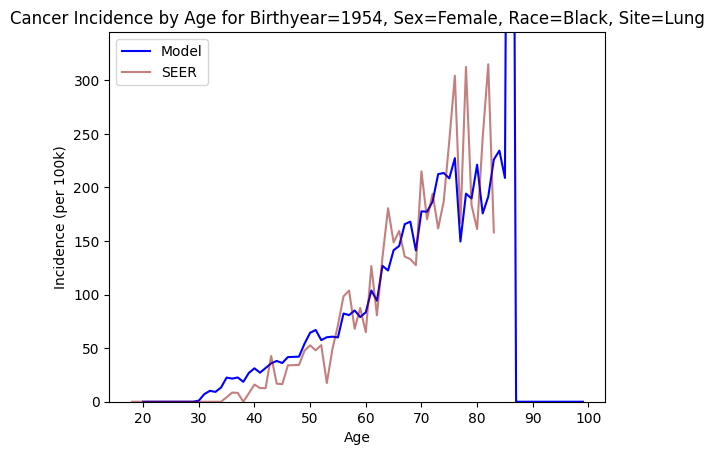 Cancer Incidence by Age for Birthyear=1954, Sex=Female, Race=Black, Site=Lung
Model
SEER
300
250
200
150
100
50
0
Incidence (per 100k)
20 30 40 50 60 70 80 90 100
Age